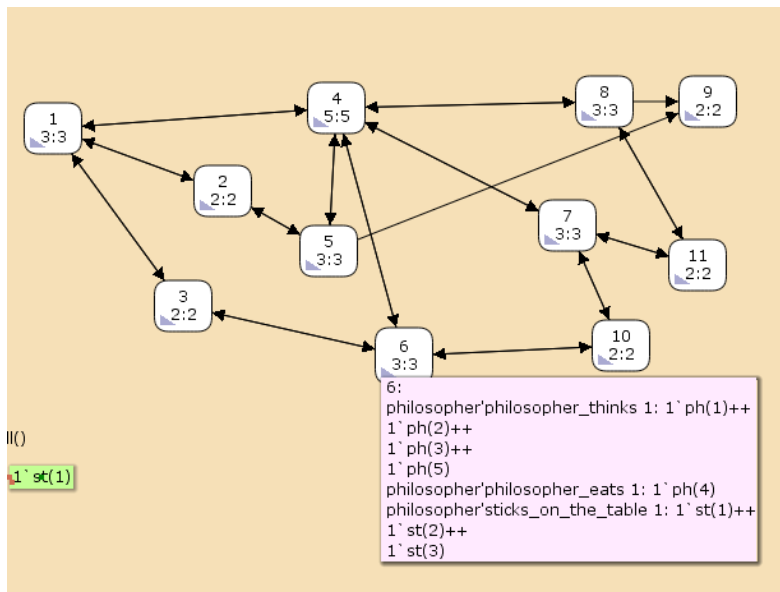 1
3:3
4
5:5
8
3:3
9
2:2
2
2:2
5
3:3
7
3:3
11
2:2
3
2:2
6
3:3
10
2:2
6:
philosopher'philosopher_thinks 1: 1`ph(1)++
1`ph(2)++
1`ph(3)++
1`ph(5)
philosopher'philosopher_eats 1: 1`ph(4)
philosopher'sticks_on_the_table 1: 1`st(1)++
1`st(2)++
1`st(3)
ll()
1`st(1)